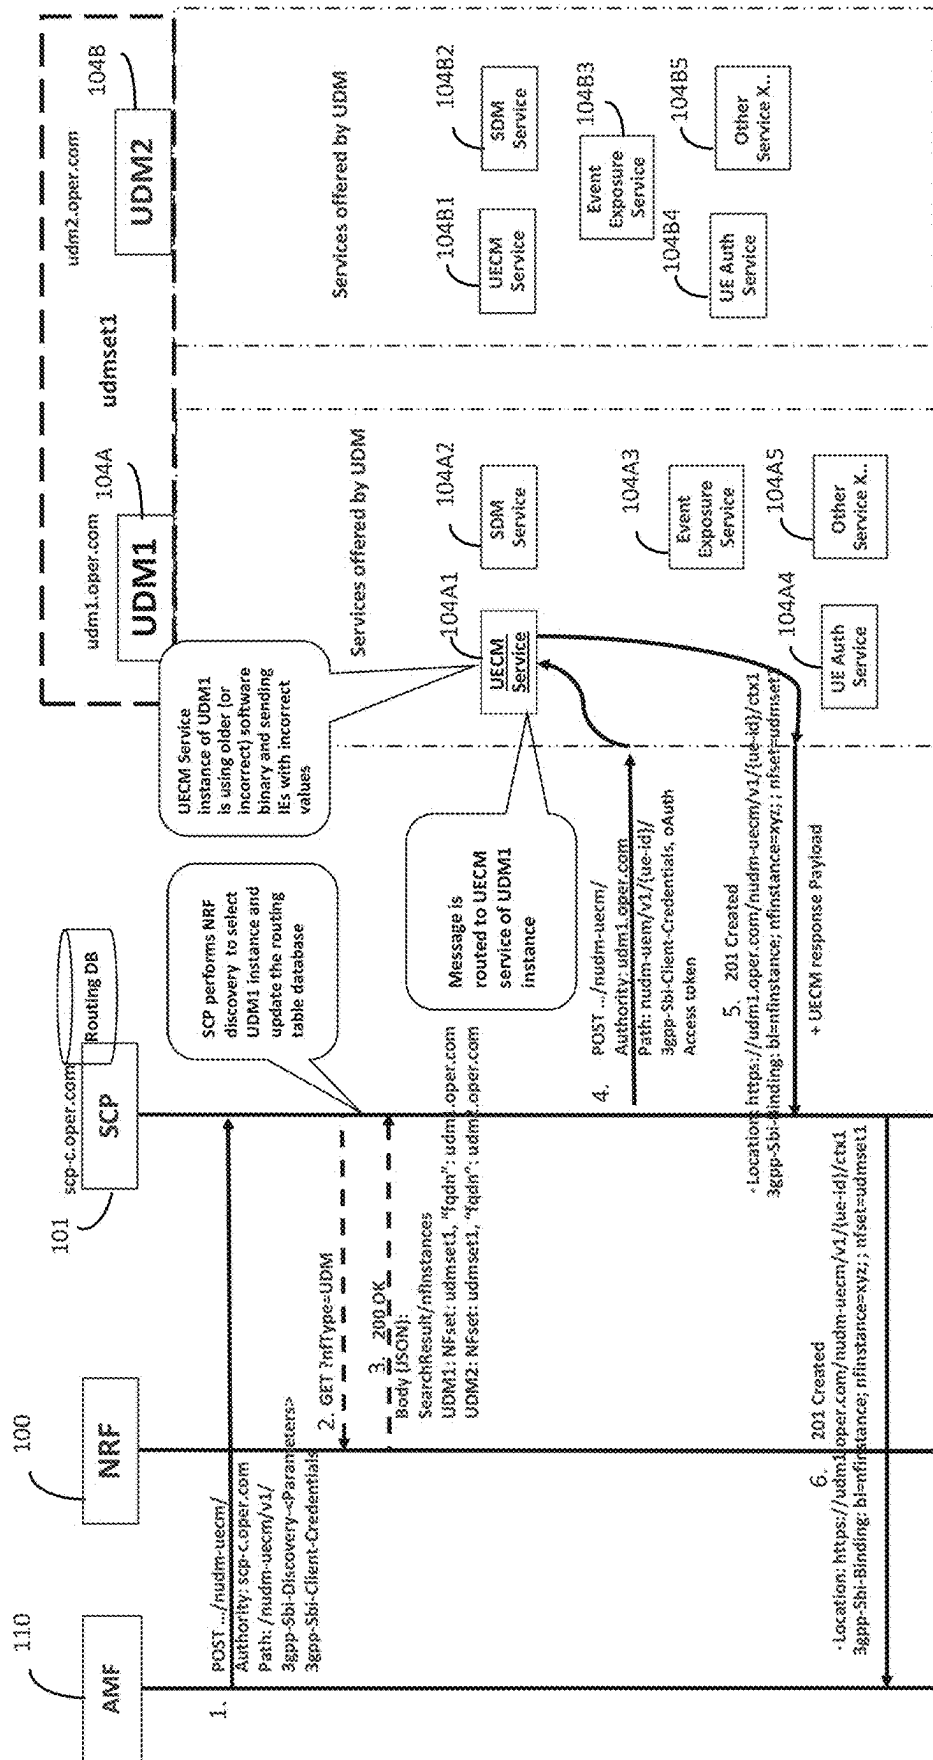 110
AMF
100
NRF
101
scp-c.oper.com
SCP
Routing DB
udm1.oper.com
104A
UDM1
udmset1
udm2.oper.com
104B
UDM2
1.
POST .../nudm-uecm/
Authority: scp-c.oper.com
Path: /nudm-uecm/v1/
3gpp-Sbi-Discovery-<Parameters>
3gpp-Sbi-Client-Credentials
2. GET ?nfType=UDM
3. 200 OK
Body (JSON):
SearchResult/nfInstances
UDM1: NFset: udmset1, "fqdn":
UDM2: NFset: udmset1, "fqdn":
SCP performs NRF
discovery to select
UDM1 instance and
update the routing
table database
UECM Service
instance of UDM1
is using older (or
incorrect) software
binary and sending
IEs with incorrect
values
Message is
routed to UECM
service of UDM1
instance
4.
POST .../nudm-uecm/
Authority: udm1.oper.com
Path: nudm-uem/v1/{ue-id}/
3gpp-Sbi-Client-Credentials, oAuth
Access token
5. 201 Created
-Location: https://udm1.oper.com/nudm-uecm/v1/{ue-id}/ctx1
3gpp-Sbi-Binding: bl=nfinstance; nfinstance=xyz; ; nfset=udmset1
+ UECM response Payload
6. 201 Created
-Location: https://udm1.oper.com/nudm-uecm/v1/{ue-id}/ctx1
3gpp-Sbi-Binding: bl=nfinstance; nfinstance=xyz; ; nfset=udmset1
Services offered by UDM
104A1
UECM
Service
104A2
SDM
Service
104A3
Event
Exposure
Service
104A4
UE Auth
Service
104A5
Other
Service X..
Services offered by UDM
104B1
UECM
Service
104B2
SDM
Service
104B3
Event
Exposure
Service
104B4
UE Auth
Service
104B5
Other
Service X..